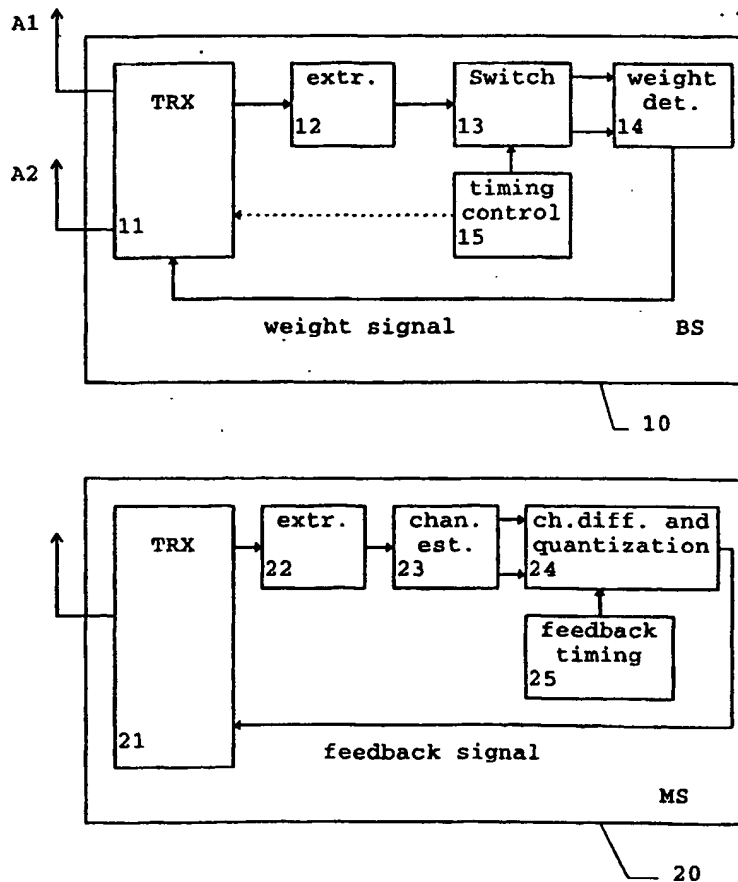 A1
TRX
11
extr.
12
Switch
13
weight
det.
14
A2
timing
control
15
weight signal
BS
10
TRX
21
extr.
22
chan.
est.
23
ch.diff. and
quantization
24
feedback
timing
25
feedback signal
MS
20